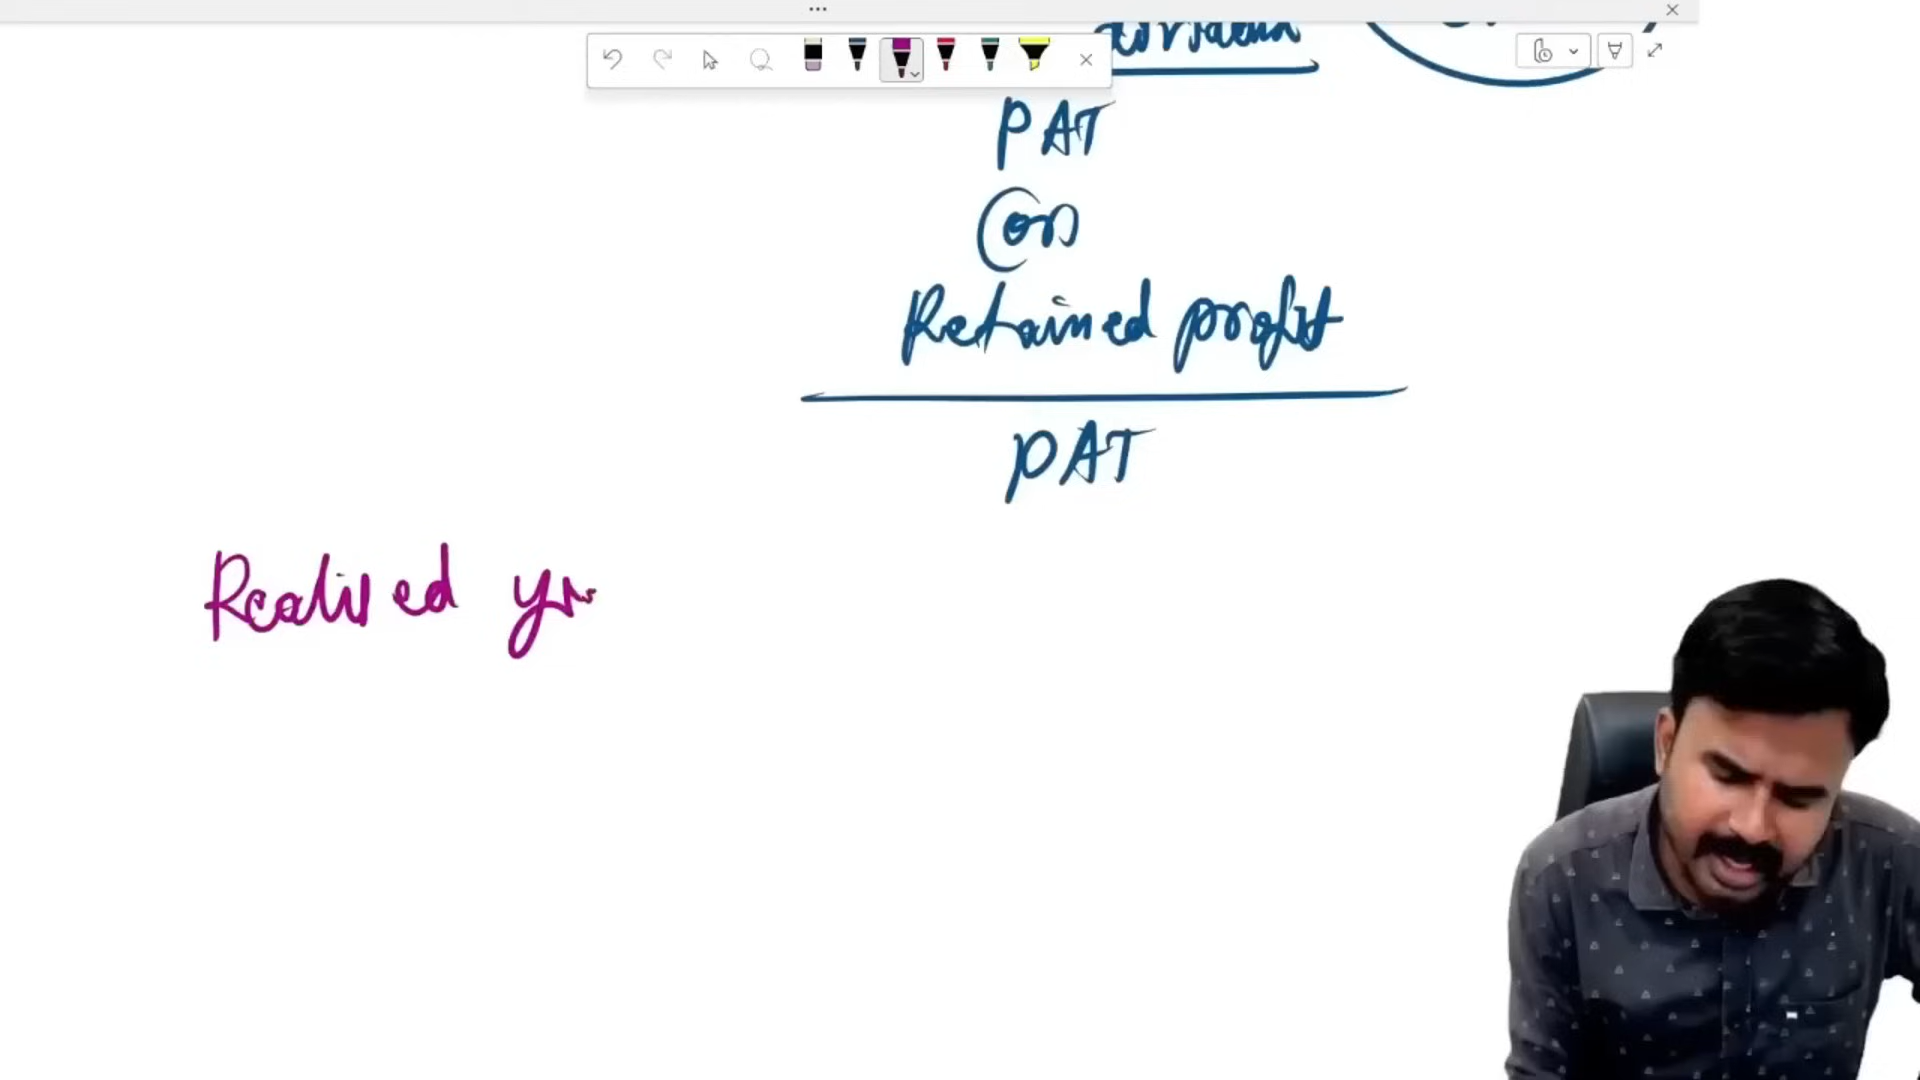 PAT
(or)
Retained profit
PAT
Realised